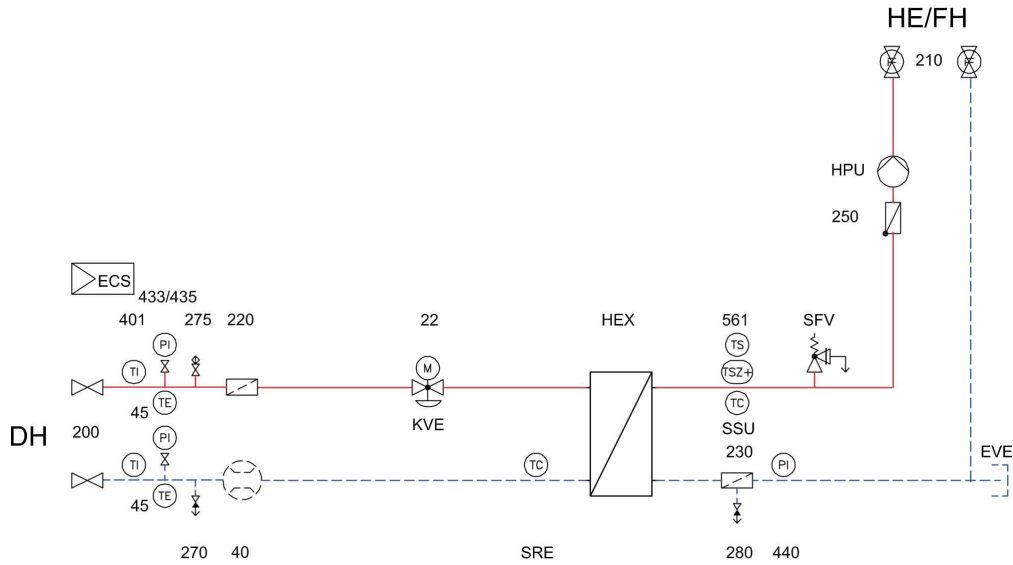 HE/FH
210
HPU
250
ECS
433/435
401 275 220 22 HEX 561 SFV
PI M TS
TI TSZ+
45 TE KVE TC
DH 200 PI SSU
230 EVE
TI TC PI
45 TE
270 40 SRE 280 440